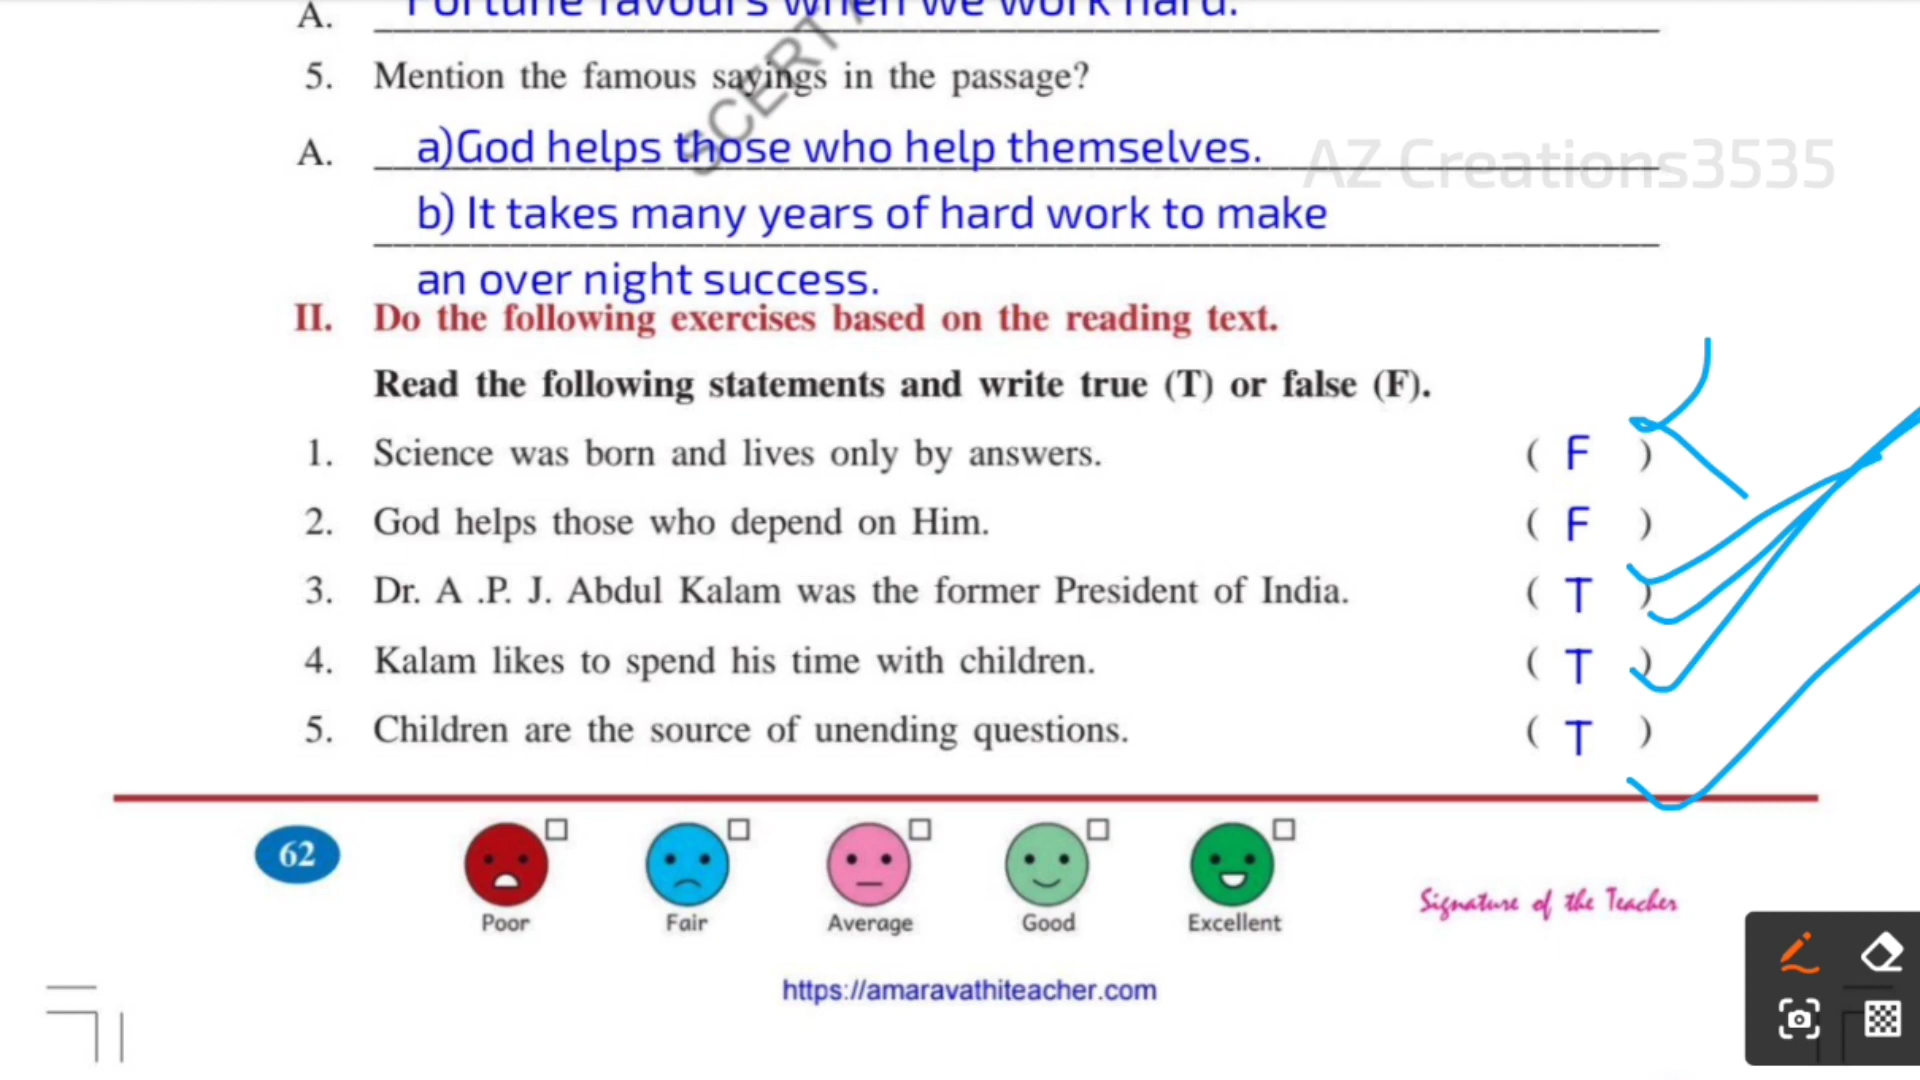 A. Fortune favours when we work hard.
5. Mention the famous sayings in the passage?
SCERT
A. a)God helps those who help themselves.
AZ Creations3535
b) It takes many years of hard work to make
an over night success.
II. Do the following exercises based on the reading text.
Read the following statements and write true (T) or false (F).
1. Science was born and lives only by answers. ( F )
2. God helps those who depend on Him. ( F )
3. Dr. A .P. J. Abdul Kalam was the former President of India. ( T )
4. Kalam likes to spend his time with children. ( T )
5. Children are the source of unending questions. ( T )
62
Poor Fair Average Good Excellent
Signature of the Teacher
https://amaravathiteacher.com